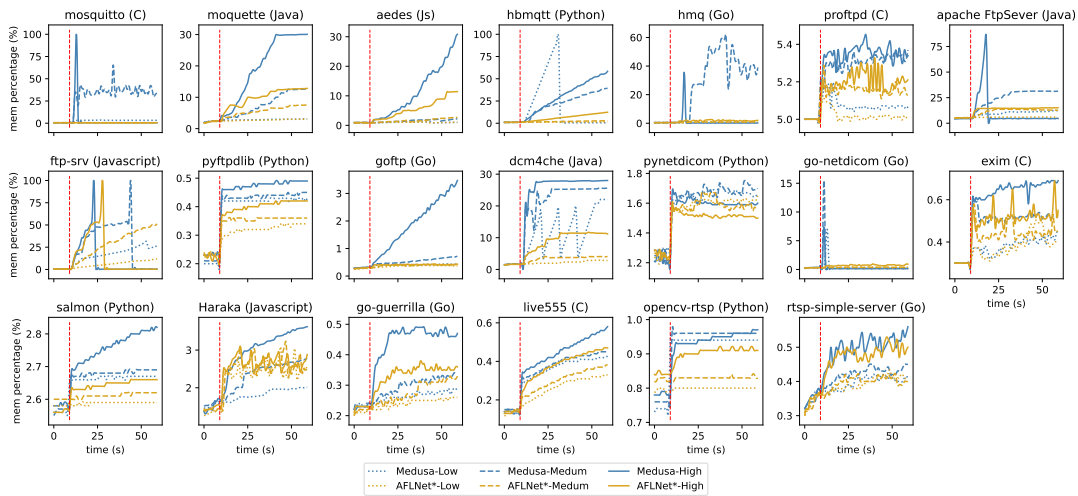 mosquitto (C)
moquette (Java)
aedes (Js)
hbmqtt (Python)
hmq (Go)
proftpd (C)
apache FtpSever (Java)
mem percentage (%)
100
75
50
25
0
30
20
10
0
30
20
10
0
100
75
50
25
0
60
40
20
0
5.4
5.2
5.0
75
50
25
0
ftp-srv (Javascript)
pyftpdlib (Python)
goftp (Go)
dcm4che (Java)
pynetdicom (Python)
go-netdicom (Go)
exim (C)
mem percentage (%)
100
75
50
25
0
0.5
0.4
0.3
0.2
3
2
1
0
30
20
10
0
1.8
1.6
1.4
1.2
15
10
5
0
0.6
0.4
0 25 50
time (s)
salmon (Python)
Haraka (Javascript)
go-guerrilla (Go)
live555 (C)
opencv-rtsp (Python)
rtsp-simple-server (Go)
mem percentage (%)
2.8
2.7
2.6
3
2
0.5
0.4
0.3
0.2
0.6
0.4
0.2
1.0
0.9
0.8
0.7
0.5
0.4
0.3
0 25 50
0 25 50
0 25 50
0 25 50
0 25 50
0 25 50
time (s)
time (s)
time (s)
time (s)
time (s)
time (s)
Medusa-Low
Medusa-Medum
Medusa-High
AFLNet*-Low
AFLNet*-Medum
AFLNet*-High